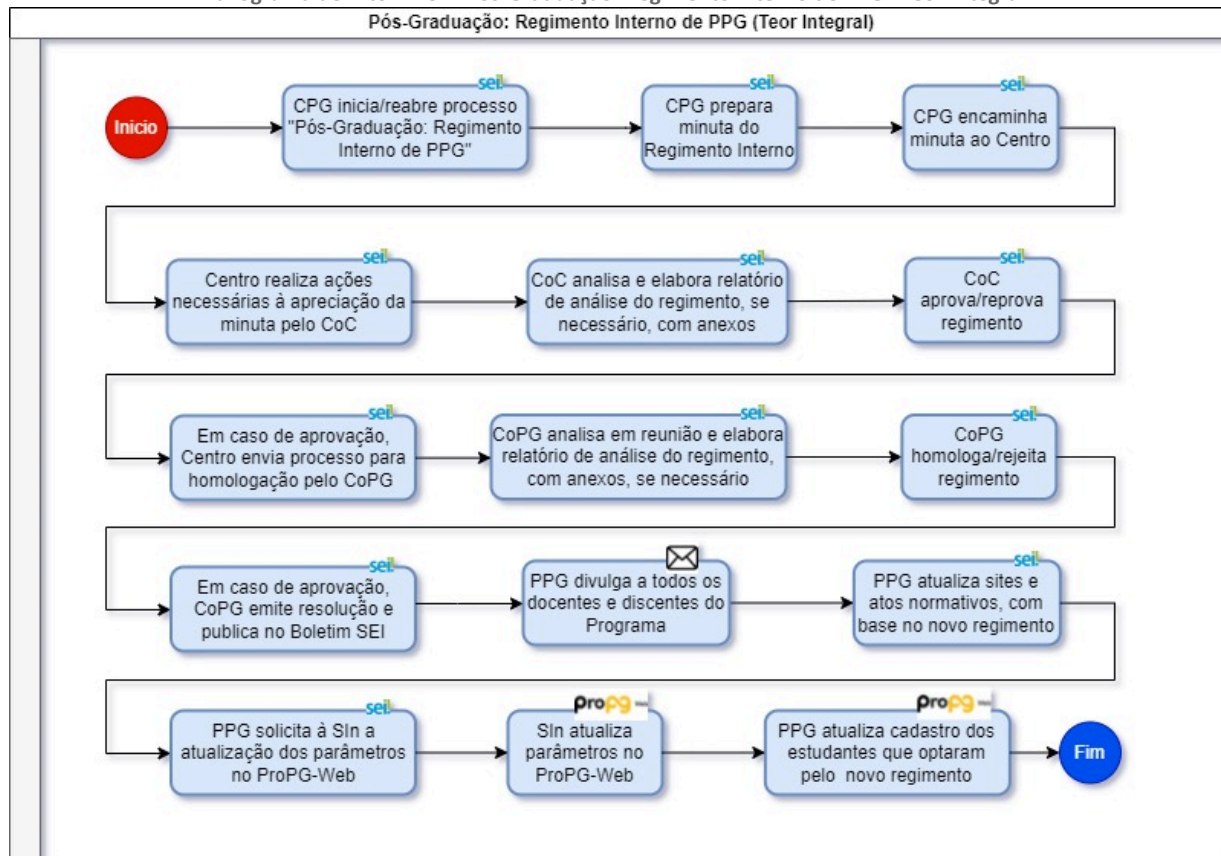 Pós-Graduação: Regimento Interno de PPG (Teor Integral)
Início
sei!
CPG inicia/reabre processo
"Pós-Graduação: Regimento
Interno de PPG"
sei!
CPG prepara
minuta do
Regimento Interno
sei!
CPG encaminha
minuta ao Centro
sei!
Centro realiza ações
necessárias à apreciação da
minuta pelo CoC
sei!
CoC analisa e elabora relatório
de análise do regimento, se
necessário, com anexos
sei!
CoC
aprova/reprova
regimento
sei!
Em caso de aprovação,
Centro envia processo para
homologação pelo CoPG
sei!
CoPG analisa em reunião e elabora
relatório de análise do regimento,
com anexos, se necessário
sei!
CoPG
homologa/rejeita
regimento
sei!
Em caso de aprovação,
CoPG emite resolução e
publica no Boletim SEI
PPG divulga a todos os
docentes e discentes do
Programa
sei!
PPG atualiza sites e
atos normativos, com
base no novo regimento
sei!
PPG solicita à SIn a
atualização dos parâmetros
no ProPG-Web
propg
SIn atualiza
parâmetros no
ProPG-Web
propg
PPG atualiza cadastro dos
estudantes que optaram
pelo novo regimento
Fim